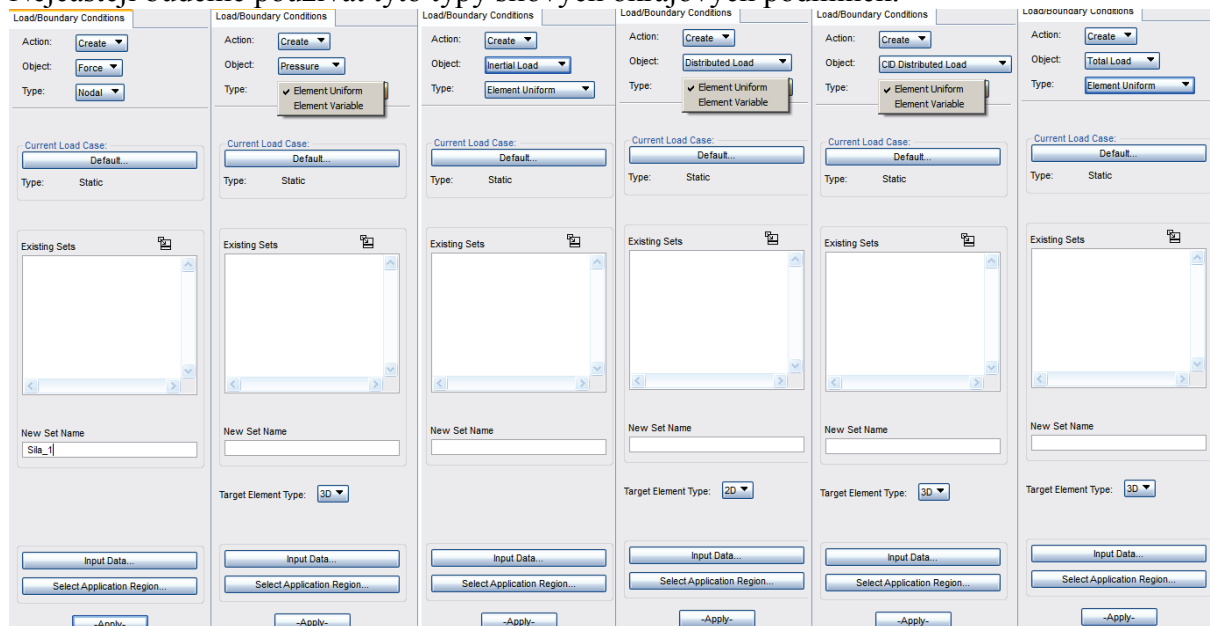 Nejčastěji budeme používat tyto typy silových okrajových podmínek:
Load/Boundary Conditions
Action: Create
Object: Force
Type: Nodal
Current Load Case:
Default...
Type: Static
Existing Sets
New Set Name
Sila_1
Input Data...
Select Application Region...
-Apply-
Load/Boundary Conditions
Action: Create
Object: Pressure
Type: Element Uniform
Element Variable
Current Load Case:
Default...
Type: Static
Existing Sets
New Set Name
Target Element Type: 3D
Input Data...
Select Application Region...
-Apply-
Load/Boundary Conditions
Action: Create
Object: Inertial Load
Type: Element Uniform
Current Load Case:
Default...
Type: Static
Existing Sets
New Set Name
Input Data...
Select Application Region...
-Apply-
Load/Boundary Conditions
Action: Create
Object: Distributed Load
Type: Element Uniform
Element Variable
Current Load Case:
Default...
Type: Static
Existing Sets
New Set Name
Target Element Type: 2D
Input Data...
Select Application Region...
-Apply-
Load/Boundary Conditions
Action: Create
Object: CID Distributed Load
Type: Element Uniform
Element Variable
Current Load Case:
Default...
Type: Static
Existing Sets
New Set Name
Target Element Type: 3D
Input Data...
Select Application Region...
-Apply-
Load/Boundary Conditions
Action: Create
Object: Total Load
Type: Element Uniform
Current Load Case:
Default...
Type: Static
Existing Sets
New Set Name
Target Element Type: 3D
Input Data...
Select Application Region...
-Apply-